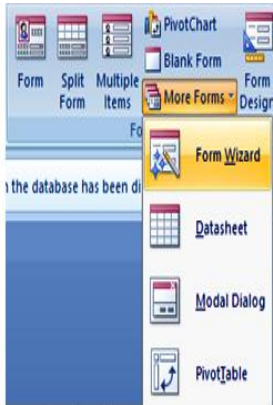 PivotChart
Blank Form
More Forms
Form
Split Form
Multiple Items
Form Design
Fo
n the database has been di
Form Wizard
Datasheet
Modal Dialog
PivotTable